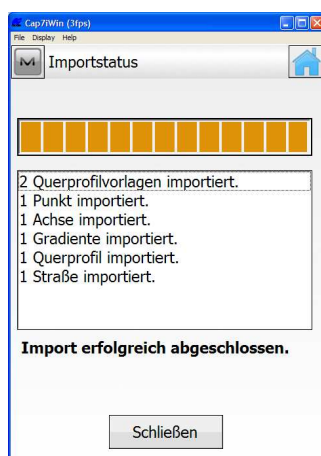 Cap7iWin (3fps)
File Display Help
M Importstatus
2 Querprofilvorlagen importiert.
1 Punkt importiert.
1 Achse importiert.
1 Gradiente importiert.
1 Querprofil importiert.
1 Straße importiert.
Import erfolgreich abgeschlossen.
Schließen